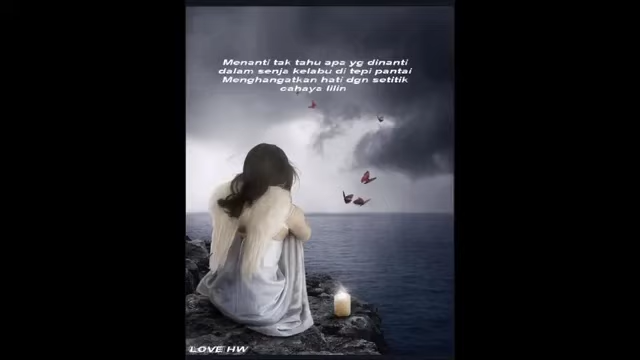 Menanti tak tahu apa yg dinanti
dalam senja kelabu di tepi pantai
Menghangatkan hati dgn setitik
cahaya lilin
LOVE HW